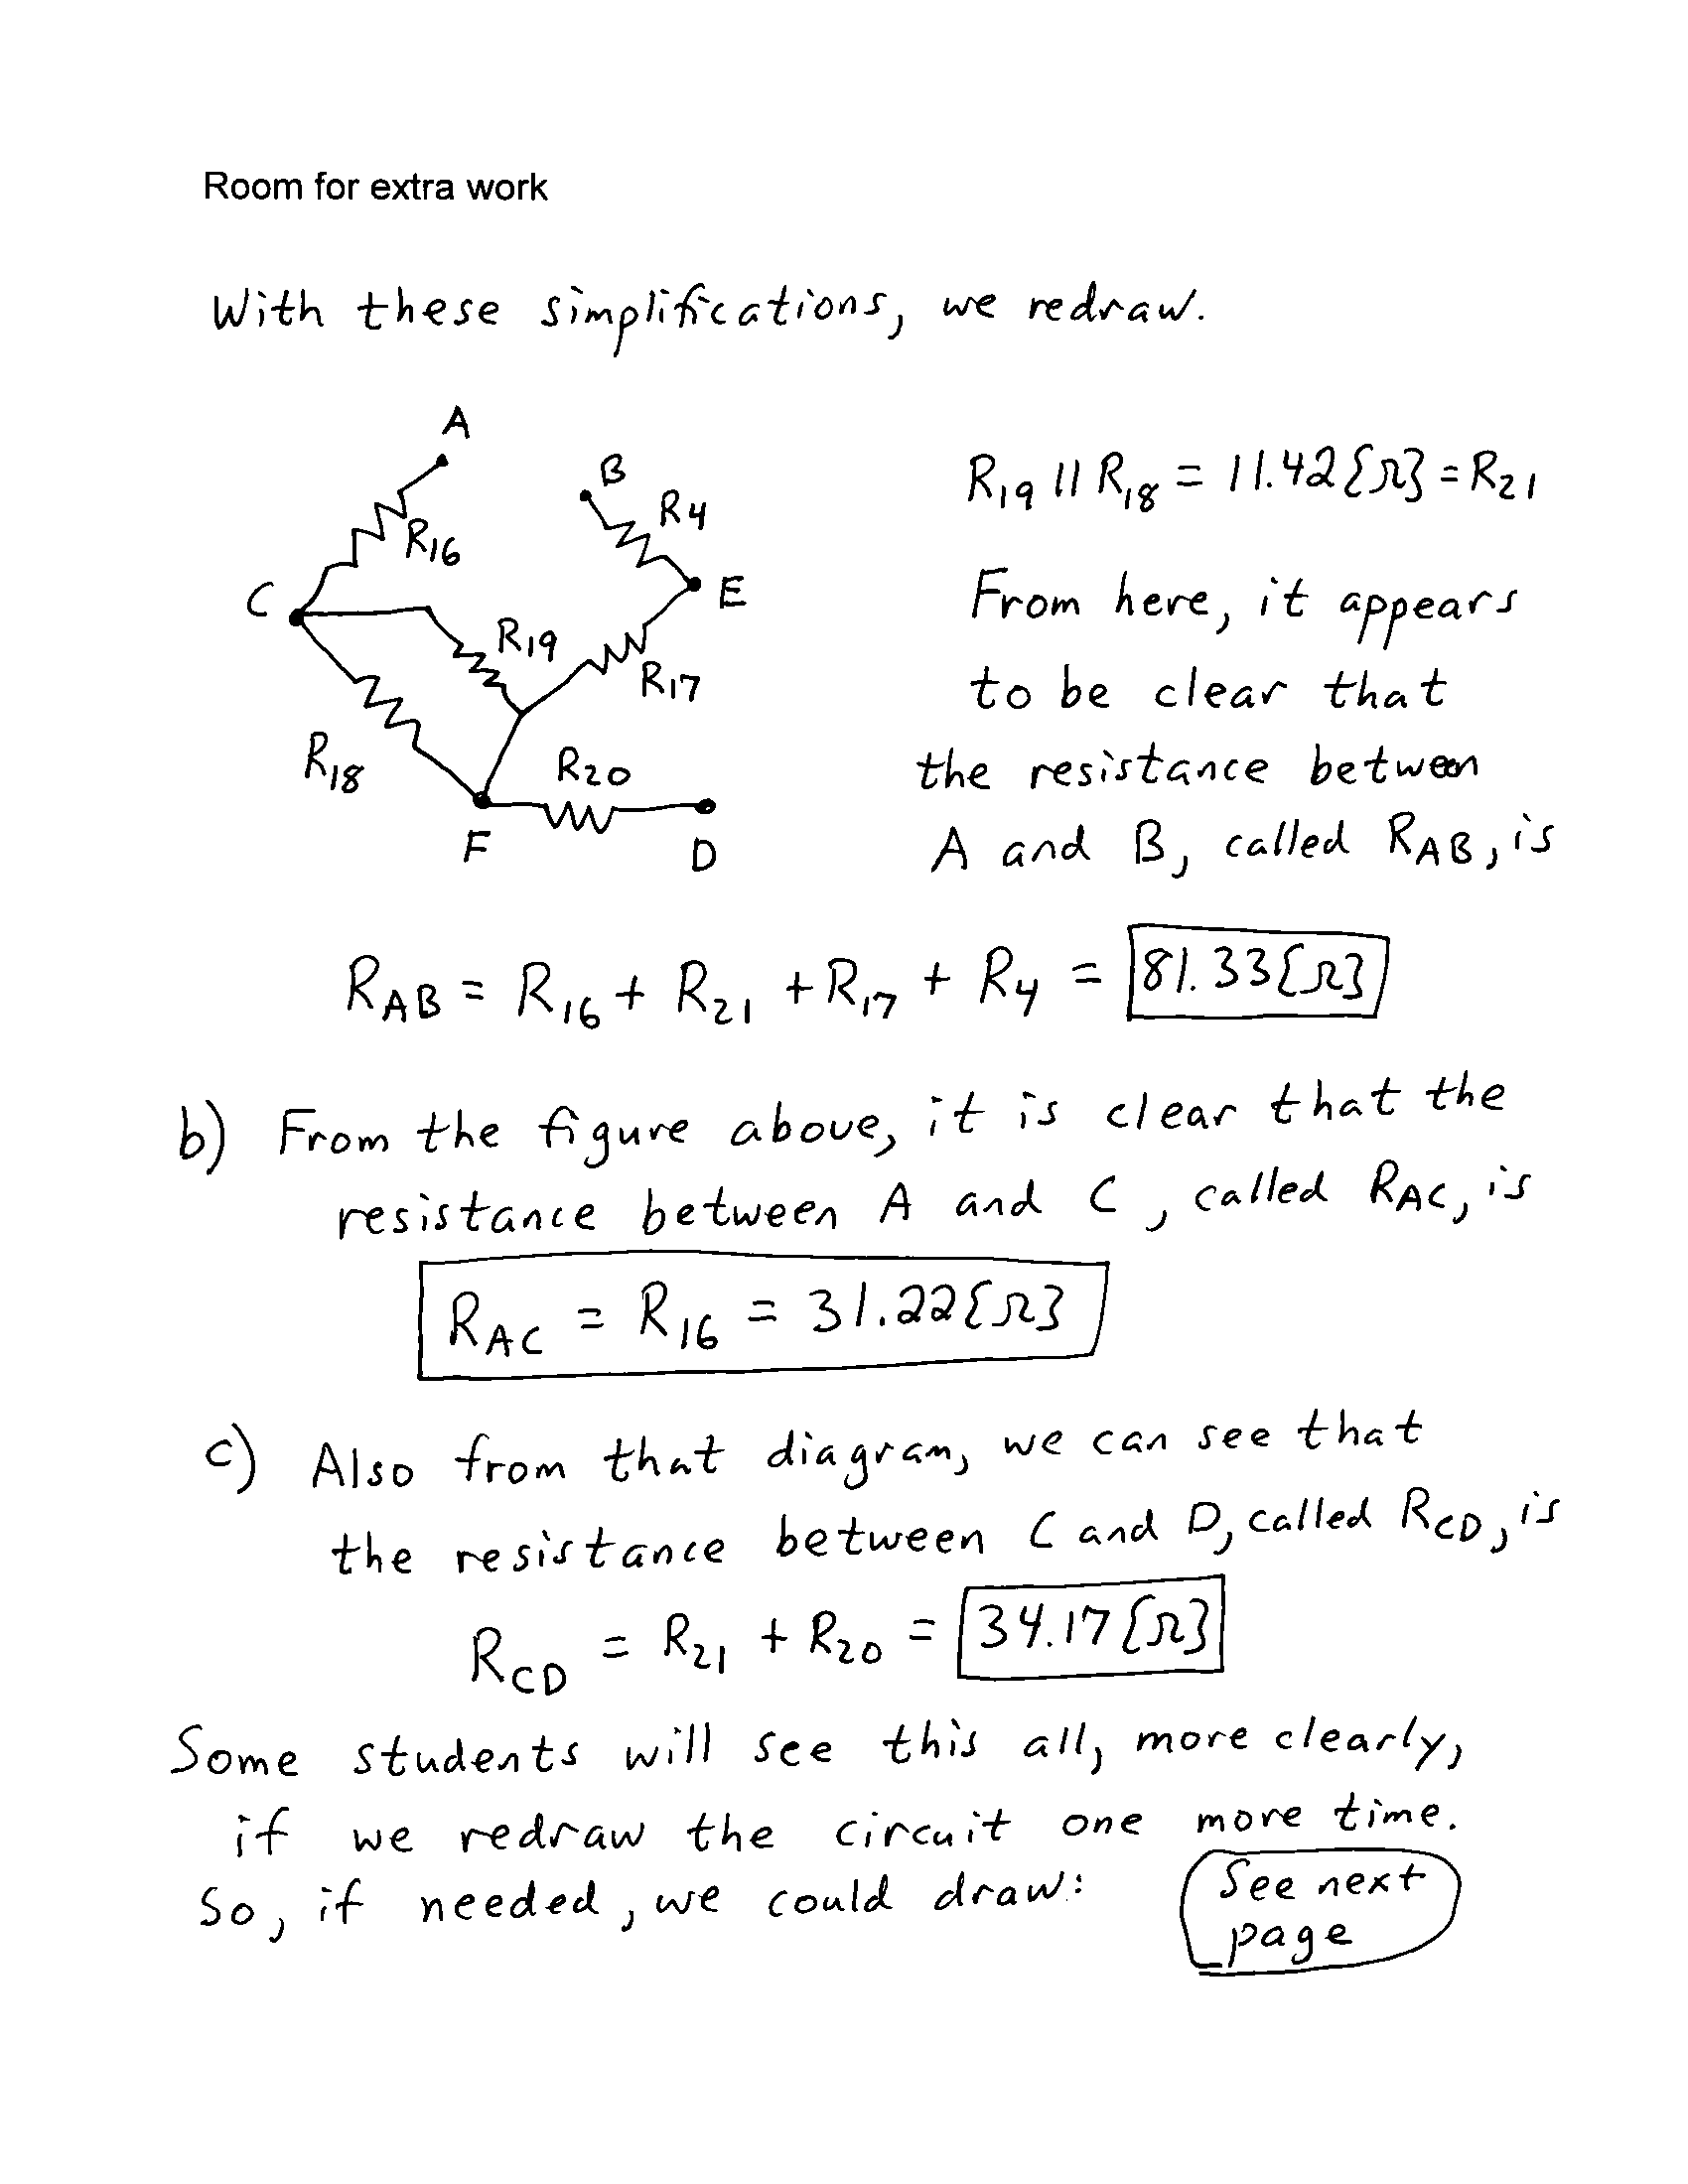 Room for extra work
With these simplifications, we redraw.
A
B
R4
R16
C
E
R19
R17
R18
R20
F
D
R19 || R18 = 11.42{Ω} = R21
From here, it appears
to be clear that
the resistance between
A and B, called RAB, is
RAB = R16 + R21 + R17 + R4 = 81.33{Ω}
b) From the figure above, it is clear that the
resistance between A and C, called RAC, is
RAC = R16 = 31.22{Ω}
c) Also from that diagram, we can see that
the resistance between C and D, called RCD, is
RCD = R21 + R20 = 34.17{Ω}
Some students will see this all, more clearly,
if we redraw the circuit one more time.
So, if needed, we could draw:
See next
page